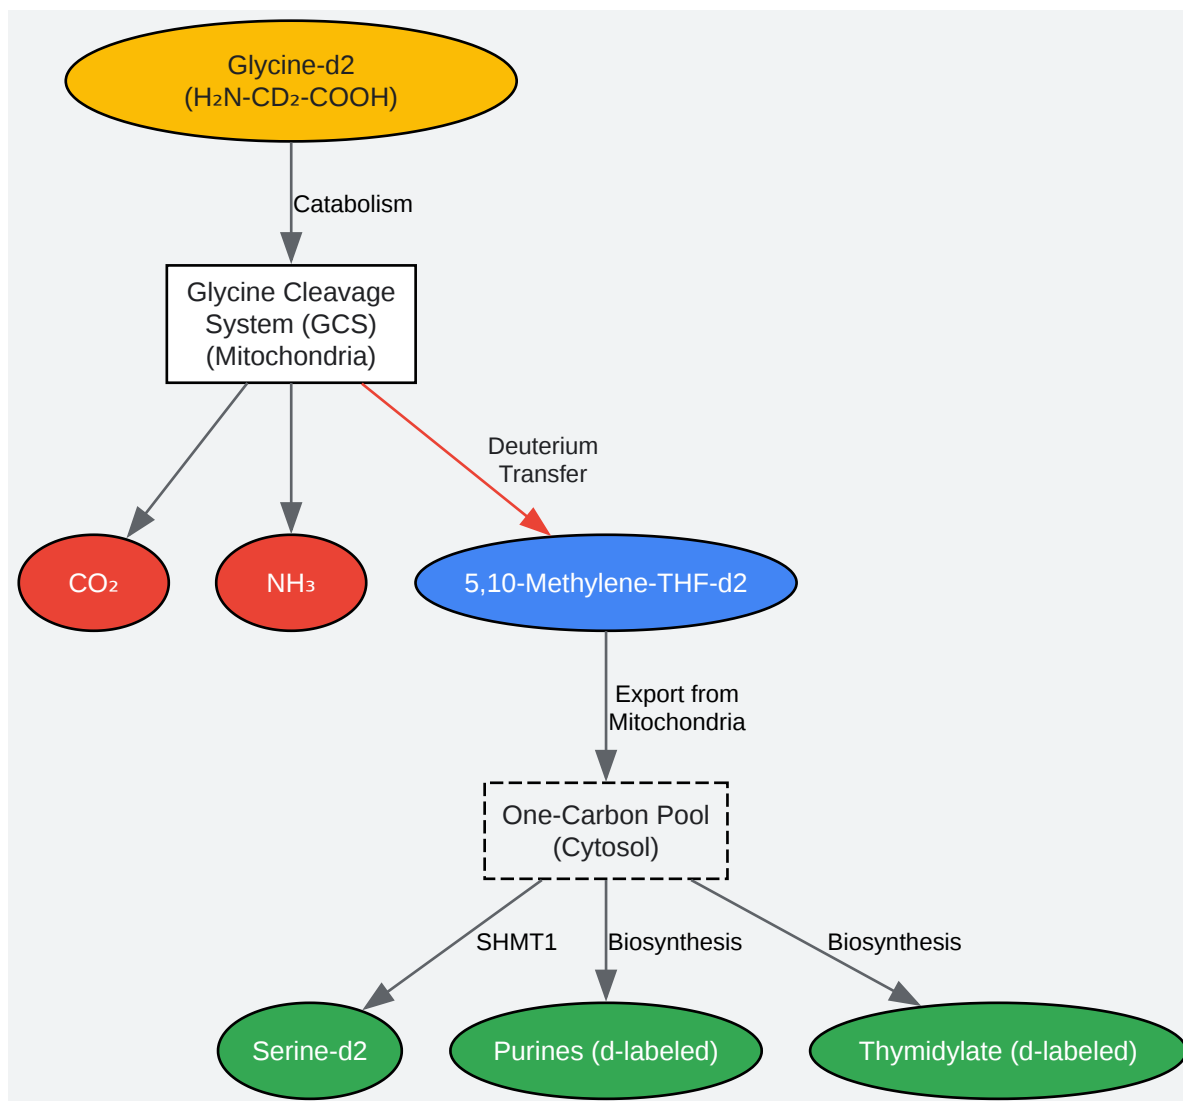 Glycine-d2
(H₂N-CD₂-COOH)
Catabolism
Glycine Cleavage
System (GCS)
(Mitochondria)
Deuterium
Transfer
CO₂
NH₃
5,10-Methylene-THF-d2
Export from
Mitochondria
One-Carbon Pool
(Cytosol)
SHMT1
Biosynthesis
Biosynthesis
Serine-d2
Purines (d-labeled)
Thymidylate (d-labeled)